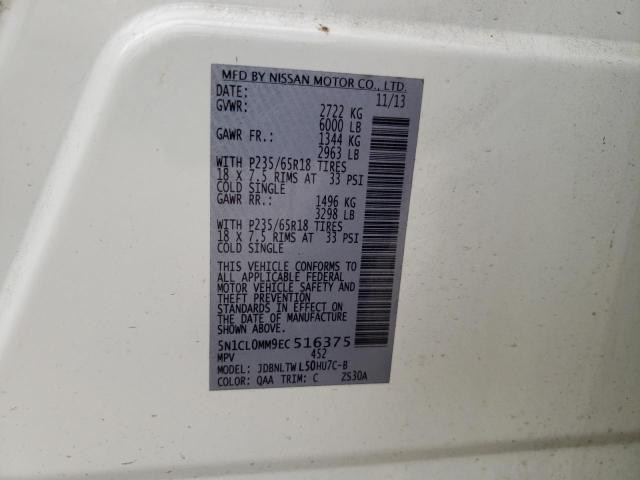 MFD BY NISSAN MOTOR CO., LTD.
DATE: 11/13
GVWR: 2722 KG
6000 LB
GAWR FR.: 1344 KG
2963 LB
WITH P235/65R18 TIRES
18 X 7.5 RIMS AT 33 PSI
COLD SINGLE
GAWR RR.: 1496 KG
3298 LB
WITH P235/65R18 TIRES
18 X 7.5 RIMS AT 33 PSI
COLD SINGLE
THIS VEHICLE CONFORMS TO
ALL APPLICABLE FEDERAL
MOTOR VEHICLE SAFETY AND
THEFT PREVENTION
STANDARDS IN EFFECT ON
THE DATE OF MANUFACTURE
SHOWN ABOVE.
5N1CL0MM9EC516375
MPV 452
MODEL: JDBNLTWL50HU7C-B
COLOR: QAA TRIM: C ZS30A